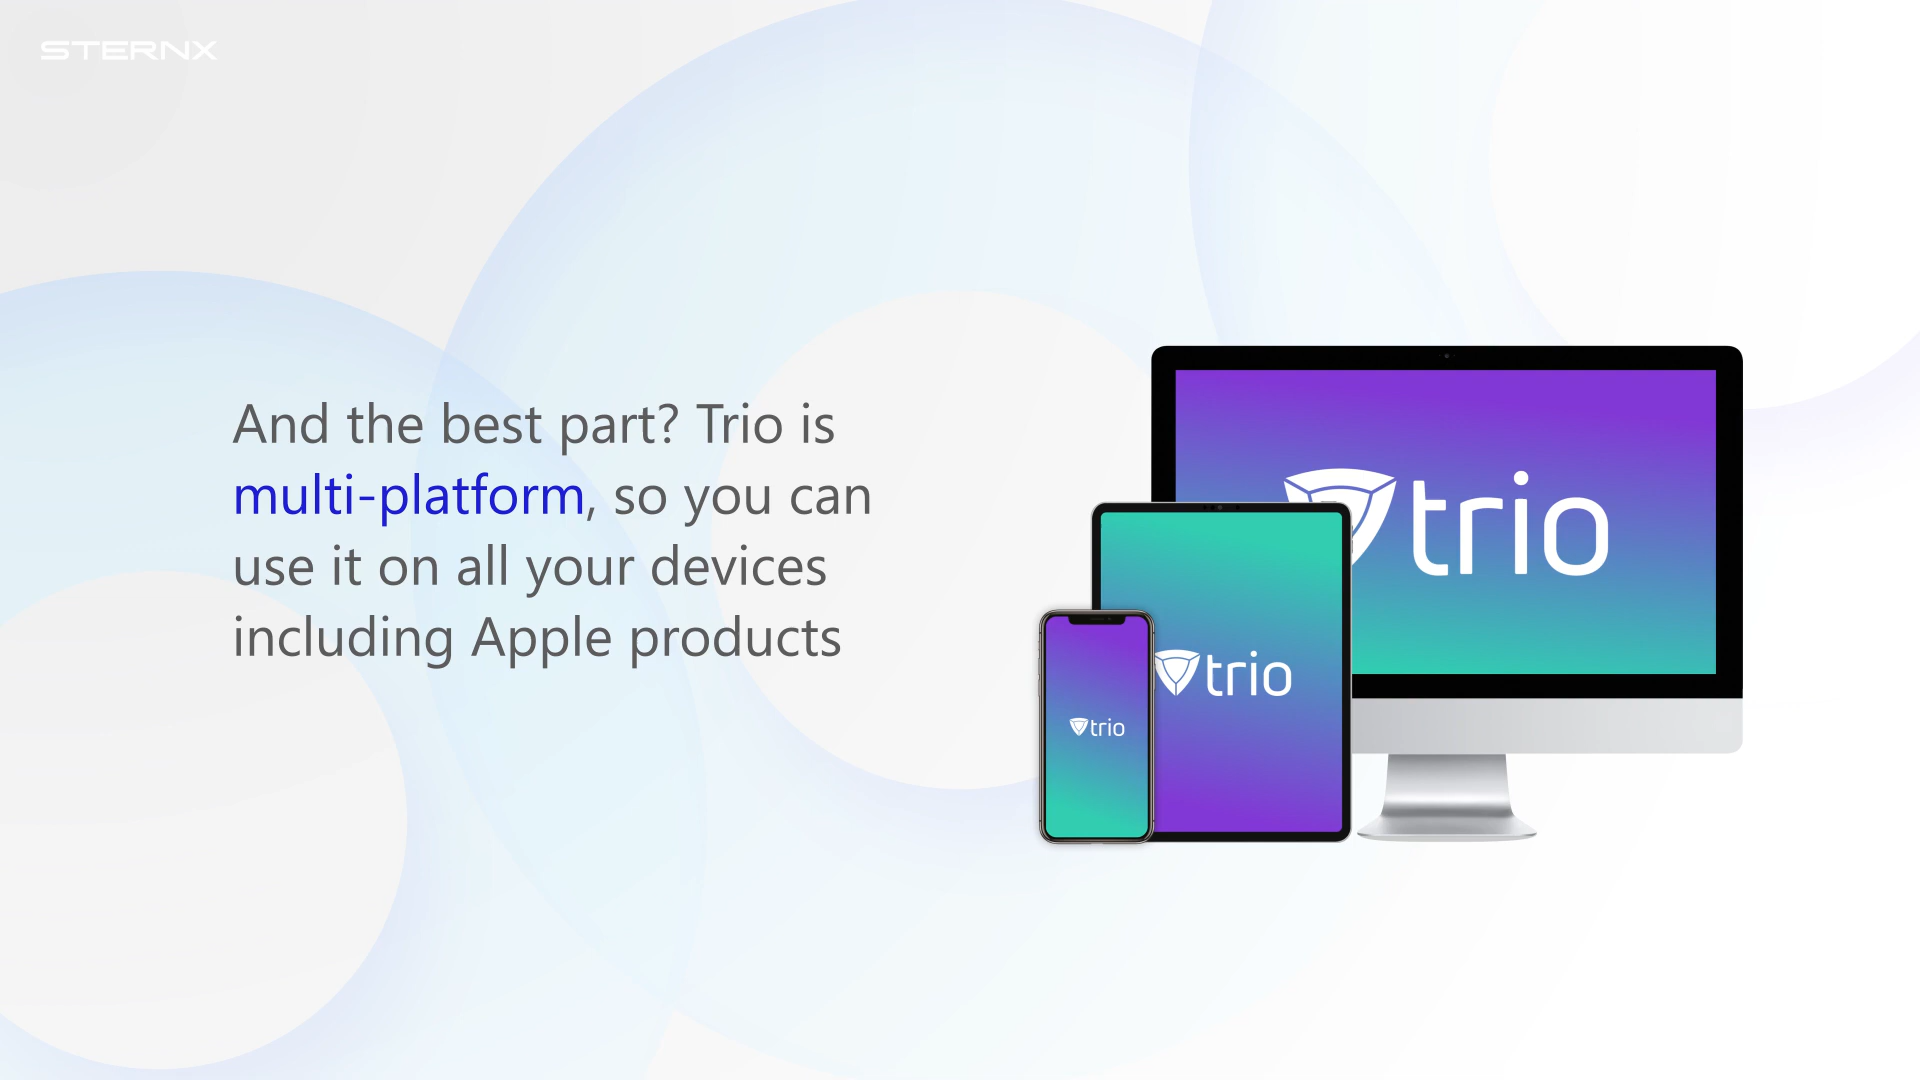 STERNX
And the best part? Trio is
multi-platform, so you can
use it on all your devices
including Apple products
trio
trio
trio